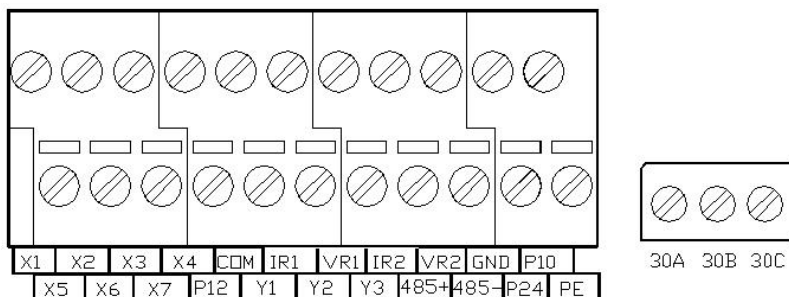 X1 X2 X3 X4 COM IR1 VR1 IR2 VR2 GND P10
X5 X6 X7 P12 Y1 Y2 Y3 485+ 485- P24 PE
30A 30B 30C